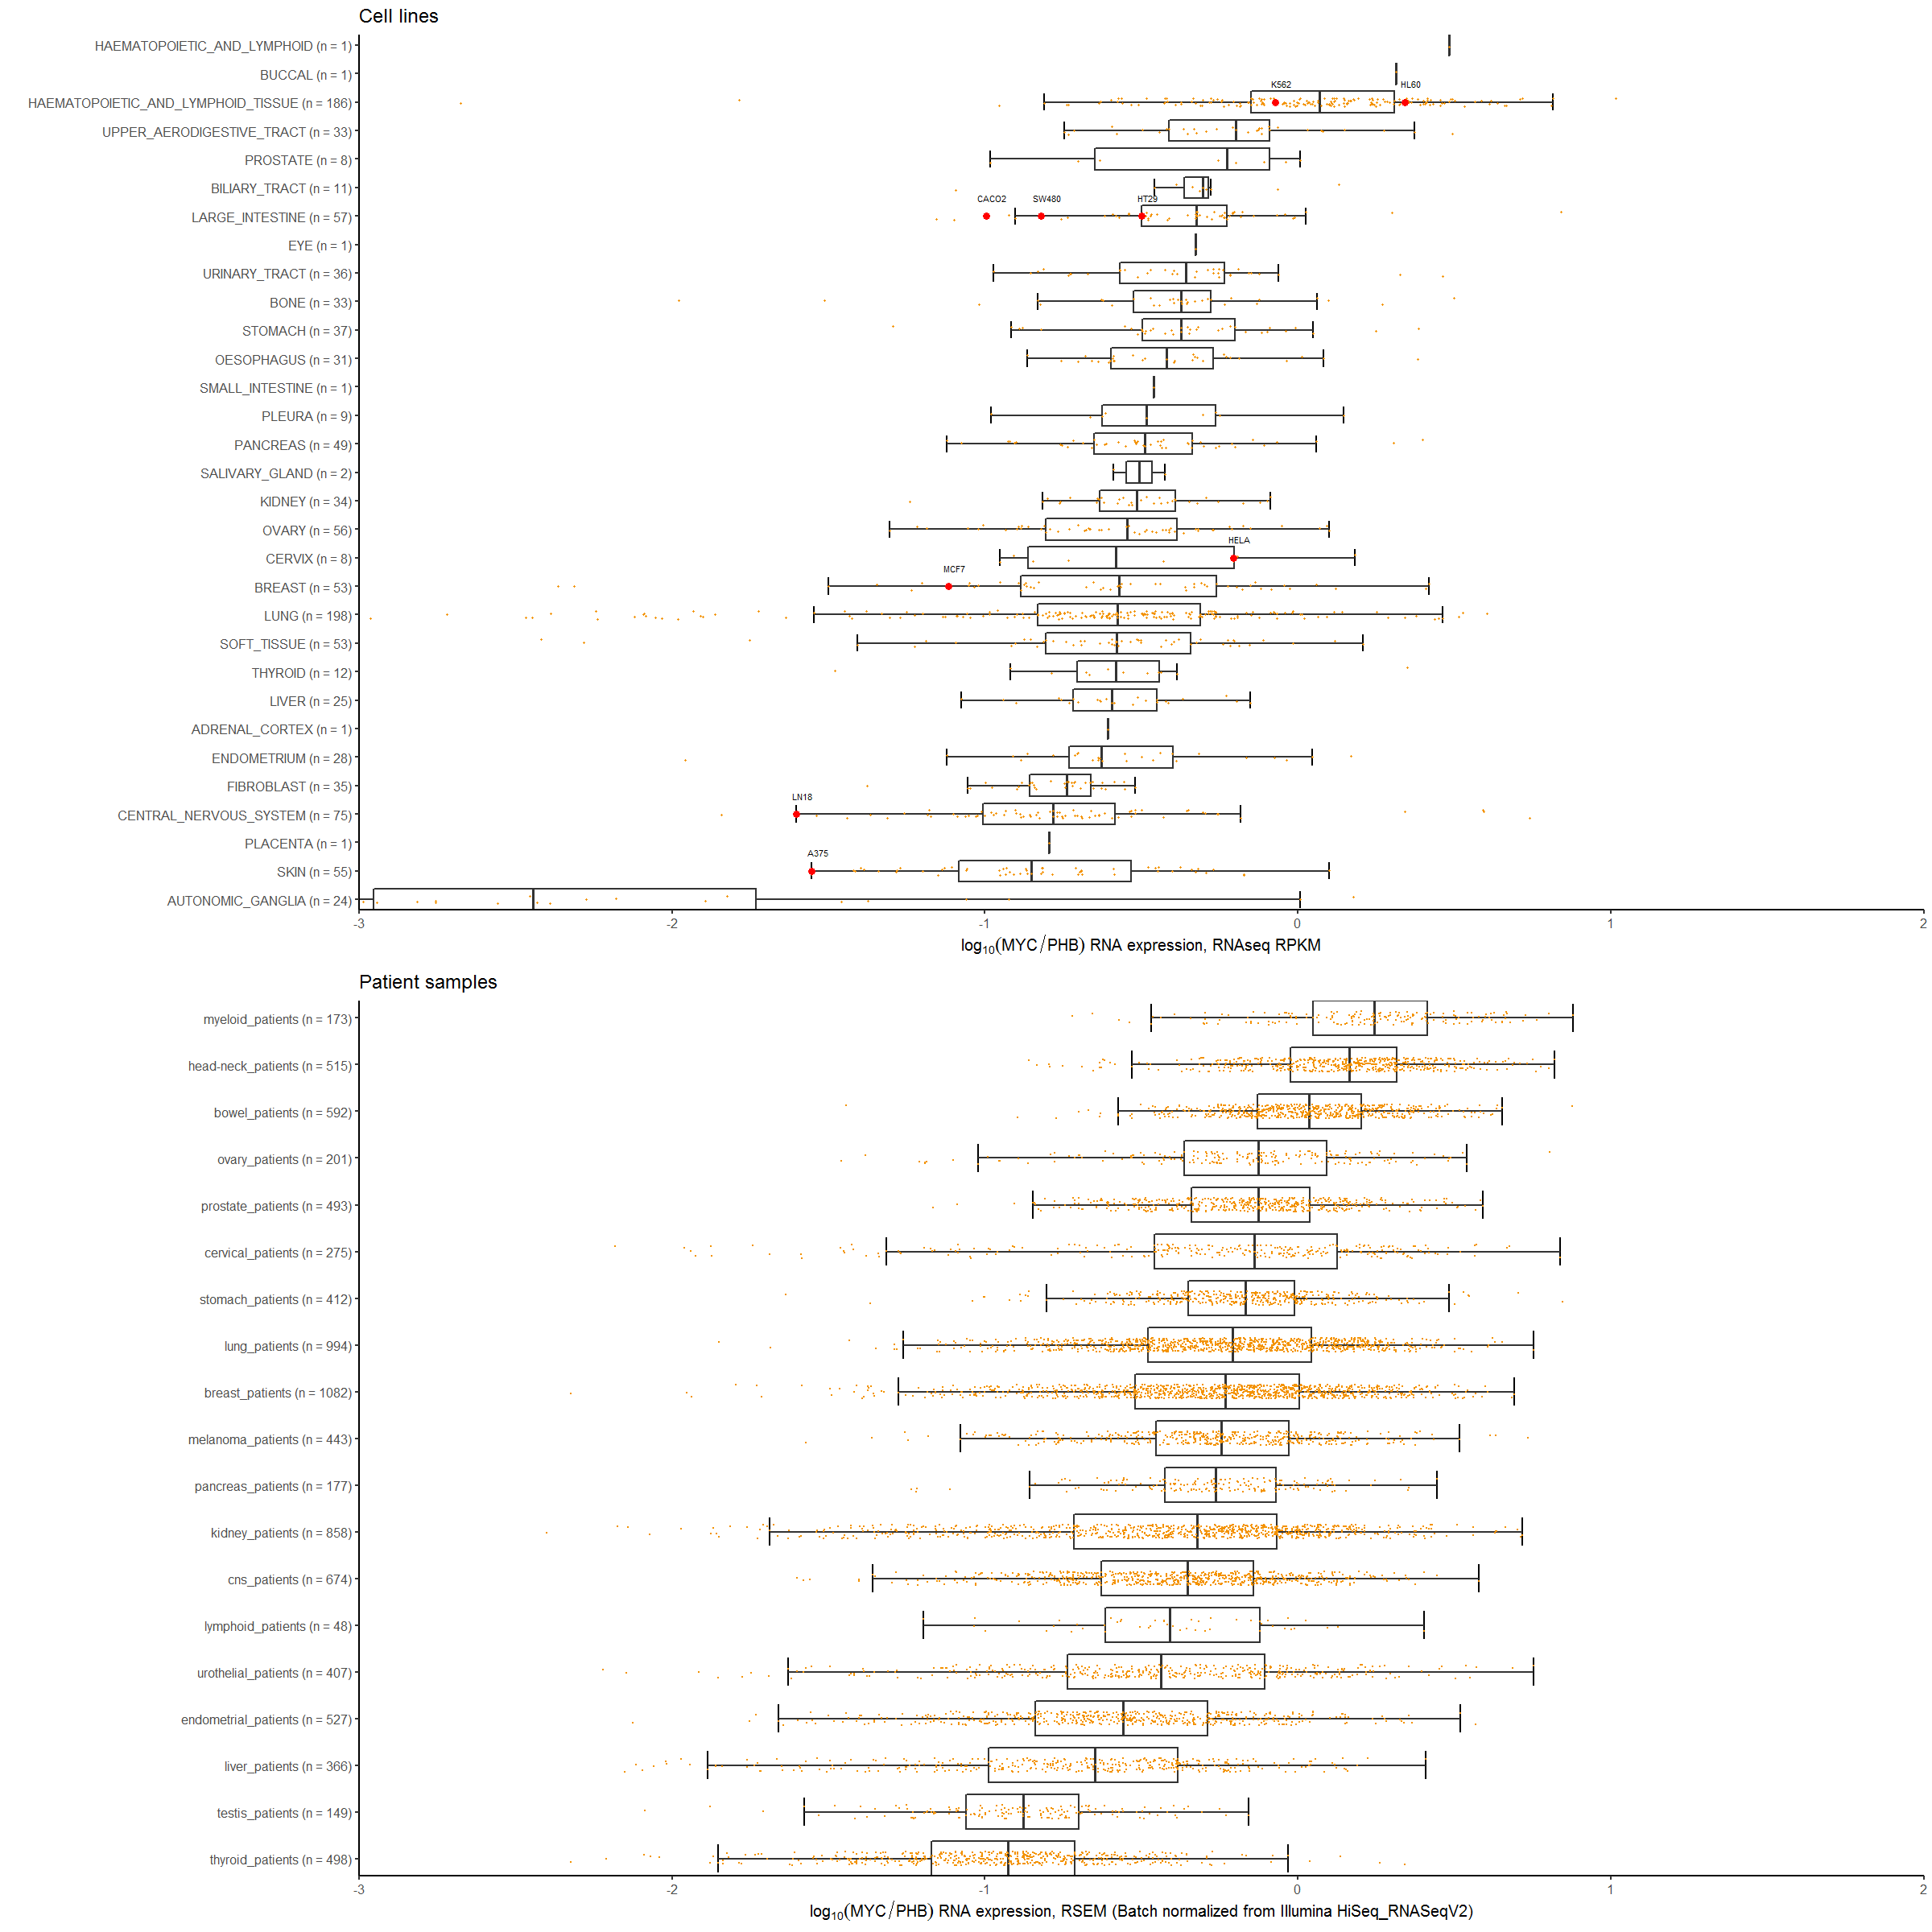 Cell lines
HAEMATOPOIETIC_AND_LYMPHOID (n = 1)
BUCCAL (n = 1)
K562 HL60
HAEMATOPOIETIC_AND_LYMPHOID_TISSUE (n = 186)
UPPER_AERODIGESTIVE_TRACT (n = 33)
PROSTATE (n = 8)
BILIARY_TRACT (n = 11)
CACO2 SW480 HT29
LARGE_INTESTINE (n = 57)
EYE (n = 1)
URINARY_TRACT (n = 36)
BONE (n = 33)
STOMACH (n = 37)
OESOPHAGUS (n = 31)
SMALL_INTESTINE (n = 1)
PLEURA (n = 9)
PANCREAS (n = 49)
SALIVARY_GLAND (n = 2)
KIDNEY (n = 34)
OVARY (n = 56)
HELA
CERVIX (n = 8)
MCF7
BREAST (n = 53)
LUNG (n = 198)
SOFT_TISSUE (n = 53)
THYROID (n = 12)
LIVER (n = 25)
ADRENAL_CORTEX (n = 1)
ENDOMETRIUM (n = 28)
FIBROBLAST (n = 35)
LN18
CENTRAL_NERVOUS_SYSTEM (n = 75)
PLACENTA (n = 1)
A375
SKIN (n = 55)
AUTONOMIC_GANGLIA (n = 24)
-3 -2 -1 0 1 2
log10(MYC/PHB) RNA expression, RNAseq RPKM
Patient samples
myeloid_patients (n = 173)
head-neck_patients (n = 515)
bowel_patients (n = 592)
ovary_patients (n = 201)
prostate_patients (n = 493)
cervical_patients (n = 275)
stomach_patients (n = 412)
lung_patients (n = 994)
breast_patients (n = 1082)
melanoma_patients (n = 443)
pancreas_patients (n = 177)
kidney_patients (n = 858)
cns_patients (n = 674)
lymphoid_patients (n = 48)
urothelial_patients (n = 407)
endometrial_patients (n = 527)
liver_patients (n = 366)
testis_patients (n = 149)
thyroid_patients (n = 498)
-3 -2 -1 0 1 2
log10(MYC/PHB) RNA expression, RSEM (Batch normalized from Illumina HiSeq_RNASeqV2)